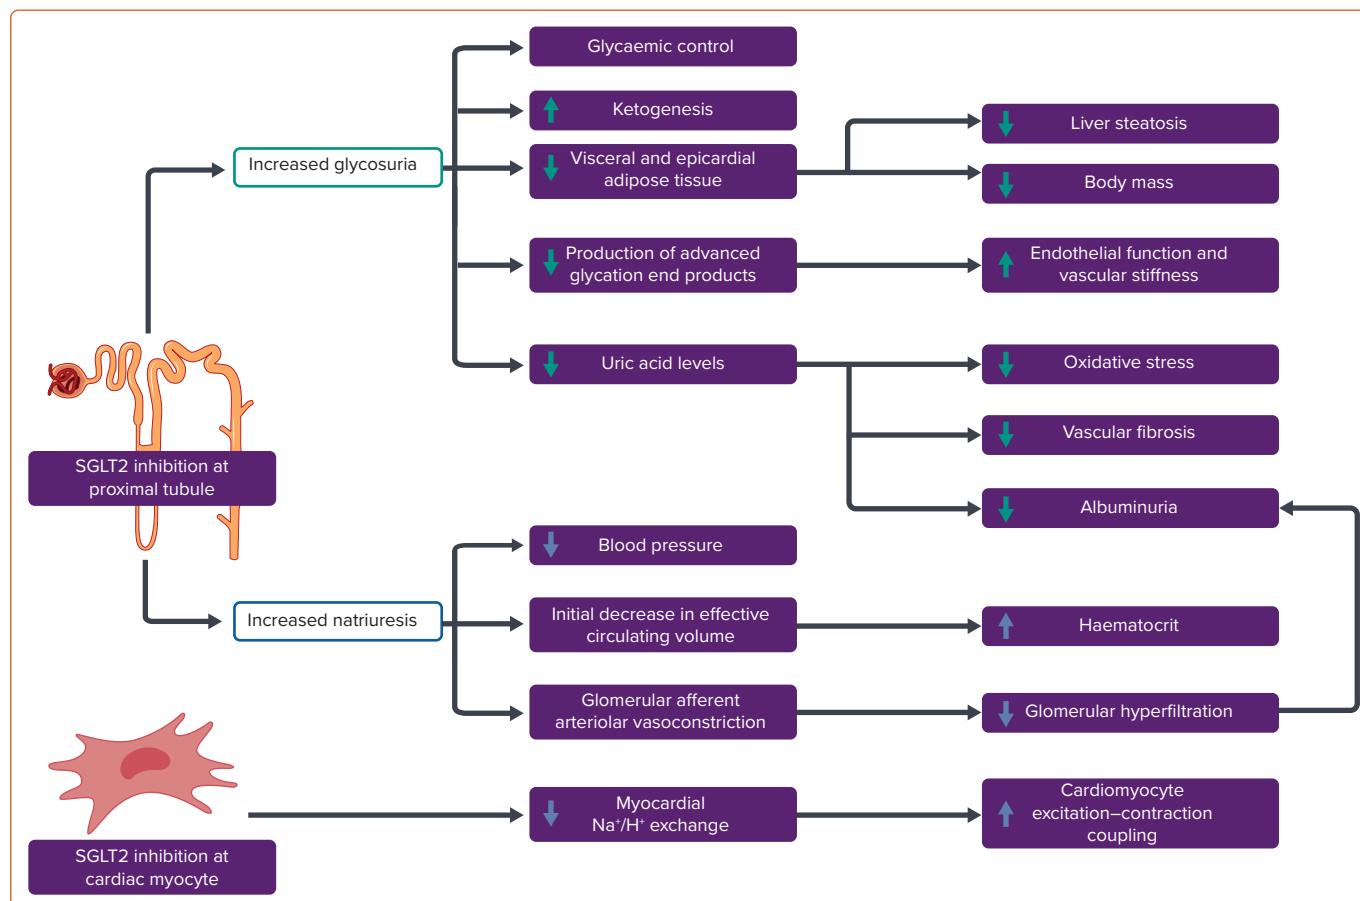 Glycaemic control
Ketogenesis
Visceral and epicardial
adipose tissue
Liver steatosis
Body mass
Increased glycosuria
Production of advanced
glycation end products
Endothelial function and
vascular stiffness
Uric acid levels
Oxidative stress
Vascular fibrosis
Albuminuria
SGLT2 inhibition at
proximal tubule
Blood pressure
Increased natriuresis
Initial decrease in effective
circulating volume
Haematocrit
Glomerular afferent
arteriolar vasoconstriction
Glomerular hyperfiltration
Myocardial
Na⁺/H⁺ exchange
Cardiomyocyte
excitation–contraction
coupling
SGLT2 inhibition at
cardiac myocyte